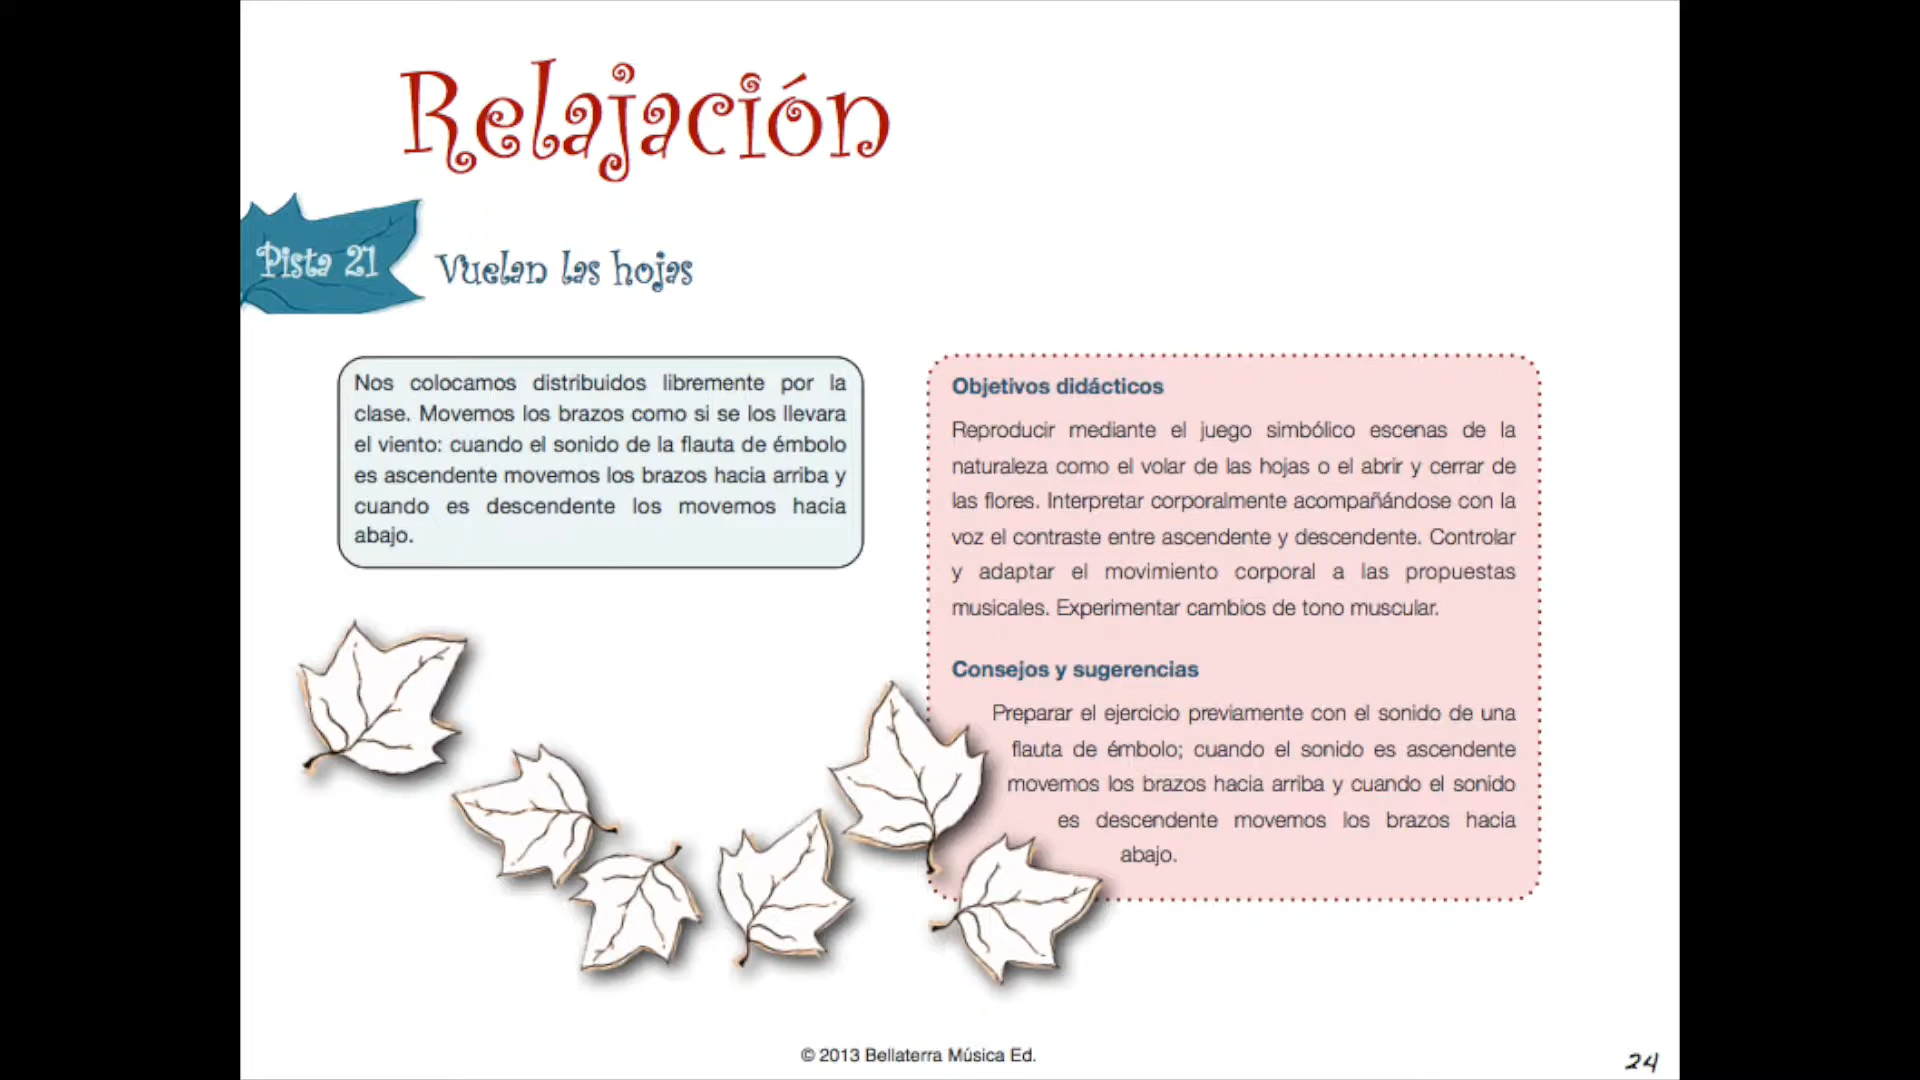 Relajación
Pista 21
Vuelan las hojas
Nos colocamos distribuidos libremente por la
clase. Movemos los brazos como si se los llevara
el viento: cuando el sonido de la flauta de émbolo
es ascendente movemos los brazos hacia arriba y
cuando es descendente los movemos hacia
abajo.
Objetivos didácticos
Reproducir mediante el juego simbólico escenas de la
naturaleza como el volar de las hojas o el abrir y cerrar de
las flores. Interpretar corporalmente acompañándose con la
voz el contraste entre ascendente y descendente. Controlar
y adaptar el movimiento corporal a las propuestas
musicales. Experimentar cambios de tono muscular.
Consejos y sugerencias
Preparar el ejercicio previamente con el sonido de una
flauta de émbolo; cuando el sonido es ascendente
movemos los brazos hacia arriba y cuando el sonido
es descendente movemos los brazos hacia
abajo.
© 2013 Bellaterra Música Ed.
24